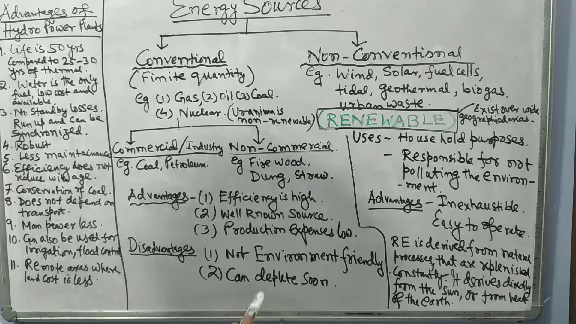 Energy Sources
Advantages of
Hydro Power Plants
1. Life is 50 yrs
compared to 25-30
yrs of thermal.
2. Water is the only
fuel, low cost and
available.
3. No Stand by losses.
Run up and can be
synchronized.
4. Robust
5. Less maintainance
6. Efficiency does not
reduce with age.
7. Conservation of Coal.
8. Does not depend on
transport.
9. Man power less.
10. Can also be used for
irrigation, flood control
11. Remote areas where
land cost is less.
Conventional
(Finite quantity)
Eg (1) Gas, (2) Oil (3) Coal.
(4) Nuclear. (Uranium is
non-renewable)
Commercial/Industry
Eg. Coal, Petroleum.
Non-Commercial
eg Fire wood,
Dung, Straw.
Advantages - (1) Efficiency is high.
(2) Well Known Source.
(3) Production Expenses low.
Disadvantages (1) Not Environment friendly
(2) Can deplete soon.
Non-Conventional
Eg. Wind, Solar, fuel cells,
tidal, geothermal, biogas,
urban waste.
RENEWABLE
Exist over wide
geographical areas.
Uses - House hold purposes.
- Responsible for not
polluting the environ-
-ment.
Advantages - Inexhaustible.
Easy to operate.
RE is derived from natural
processes that are replenished
constantly. It derives directly
from the sun, or from heat
of the earth.